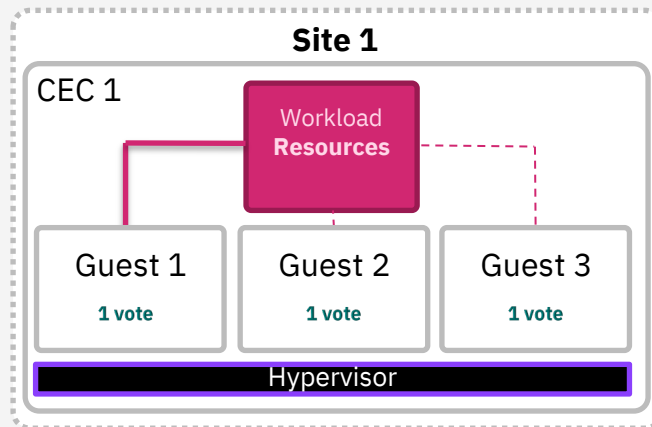 Site 1
CEC 1
Workload
Resources
Guest 1
Guest 2
Guest 3
1 vote
1 vote
1 vote
Hypervisor